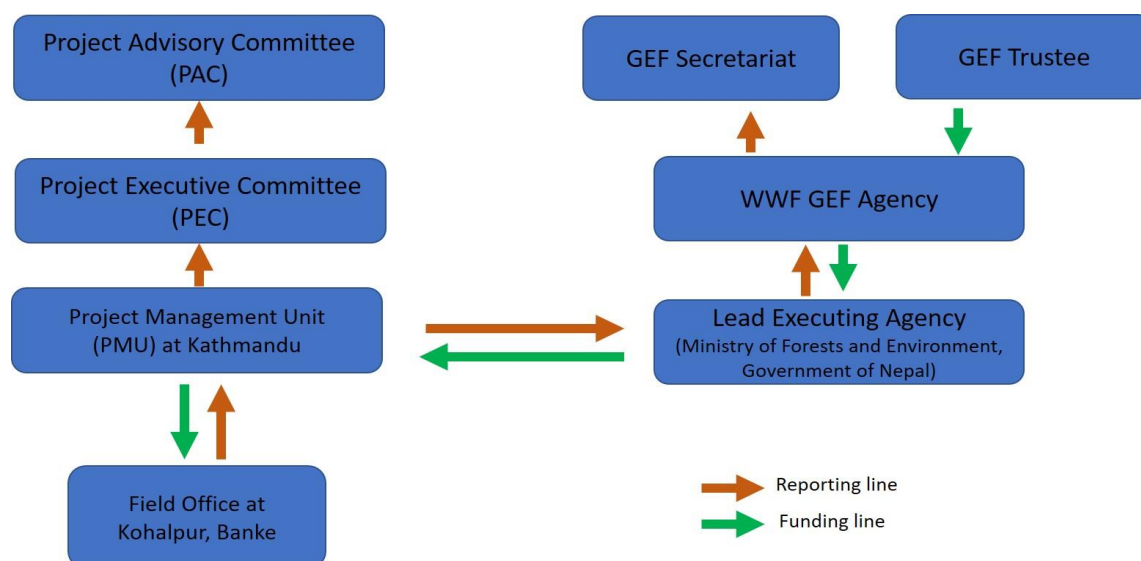 Project Advisory Committee
(PAC)
GEF Secretariat
GEF Trustee
Project Executive Committee
(PEC)
WWF GEF Agency
Project Management Unit
(PMU) at Kathmandu
Lead Executing Agency
(Ministry of Forests and Environment,
Government of Nepal)
Field Office at
Kohalpur, Banke
Reporting line
Funding line